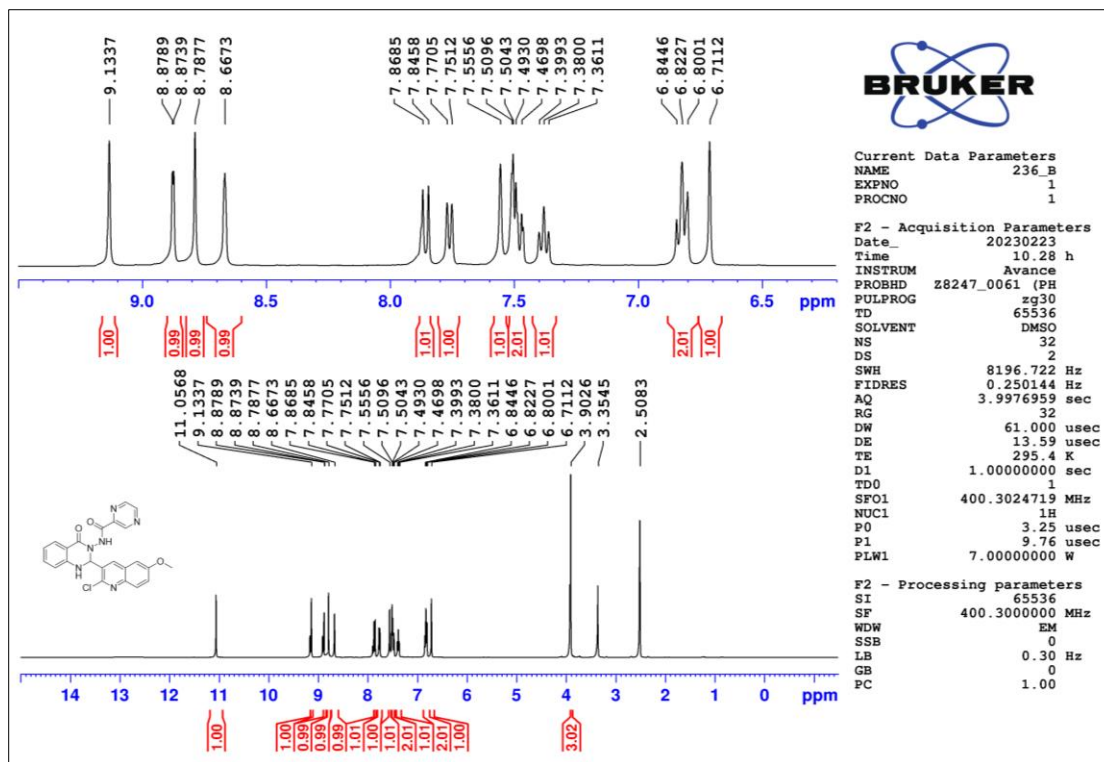 9.1337
8.8789
8.8739
8.7877
8.6673
7.8685
7.8458
7.7705
7.7512
7.5556
7.5096
7.5043
7.4930
7.4698
7.3993
7.3800
7.3611
6.8446
6.8227
6.8001
6.7112
9.0 8.5 8.0 7.5 7.0 6.5 ppm
1.00 0.99 0.99 0.99 1.01 1.00 1.01 2.01 1.01 2.01 1.00
11.0568
9.1337
8.8789
8.8739
8.7877
8.6673
7.8685
7.8458
7.7705
7.7512
7.5556
7.5096
7.5043
7.4930
7.4698
7.3993
7.3800
7.3611
6.8446
6.8227
6.8001
6.7112
3.9026
3.3545
2.5083
N
N
O
NH
O
N
N
H
O
Cl
N
14 13 12 11 10 9 8 7 6 5 4 3 2 1 0 ppm
1.00 1.00 0.99 0.99 0.99 1.01 1.00 1.01 2.01 1.01 2.01 1.00 3.02
BRUKER
Current Data Parameters
NAME 236_B
EXPNO 1
PROCNO 1
F2 - Acquisition Parameters
Date_ 20230223
Time 10.28 h
INSTRUM Avance
PROBHD Z8247_0061 (PH
PULPROG zg30
TD 65536
SOLVENT DMSO
NS 32
DS 2
SWH 8196.722 Hz
FIDRES 0.250144 Hz
AQ 3.9976959 sec
RG 32
DW 61.000 usec
DE 13.59 usec
TE 295.4 K
D1 1.00000000 sec
TD0 1
SFO1 400.3024719 MHz
NUC1 1H
P0 3.25 usec
P1 9.76 usec
PLW1 7.00000000 W
F2 - Processing parameters
SI 65536
SF 400.3000000 MHz
WDW EM
SSB 0
LB 0.30 Hz
GB 0
PC 1.00